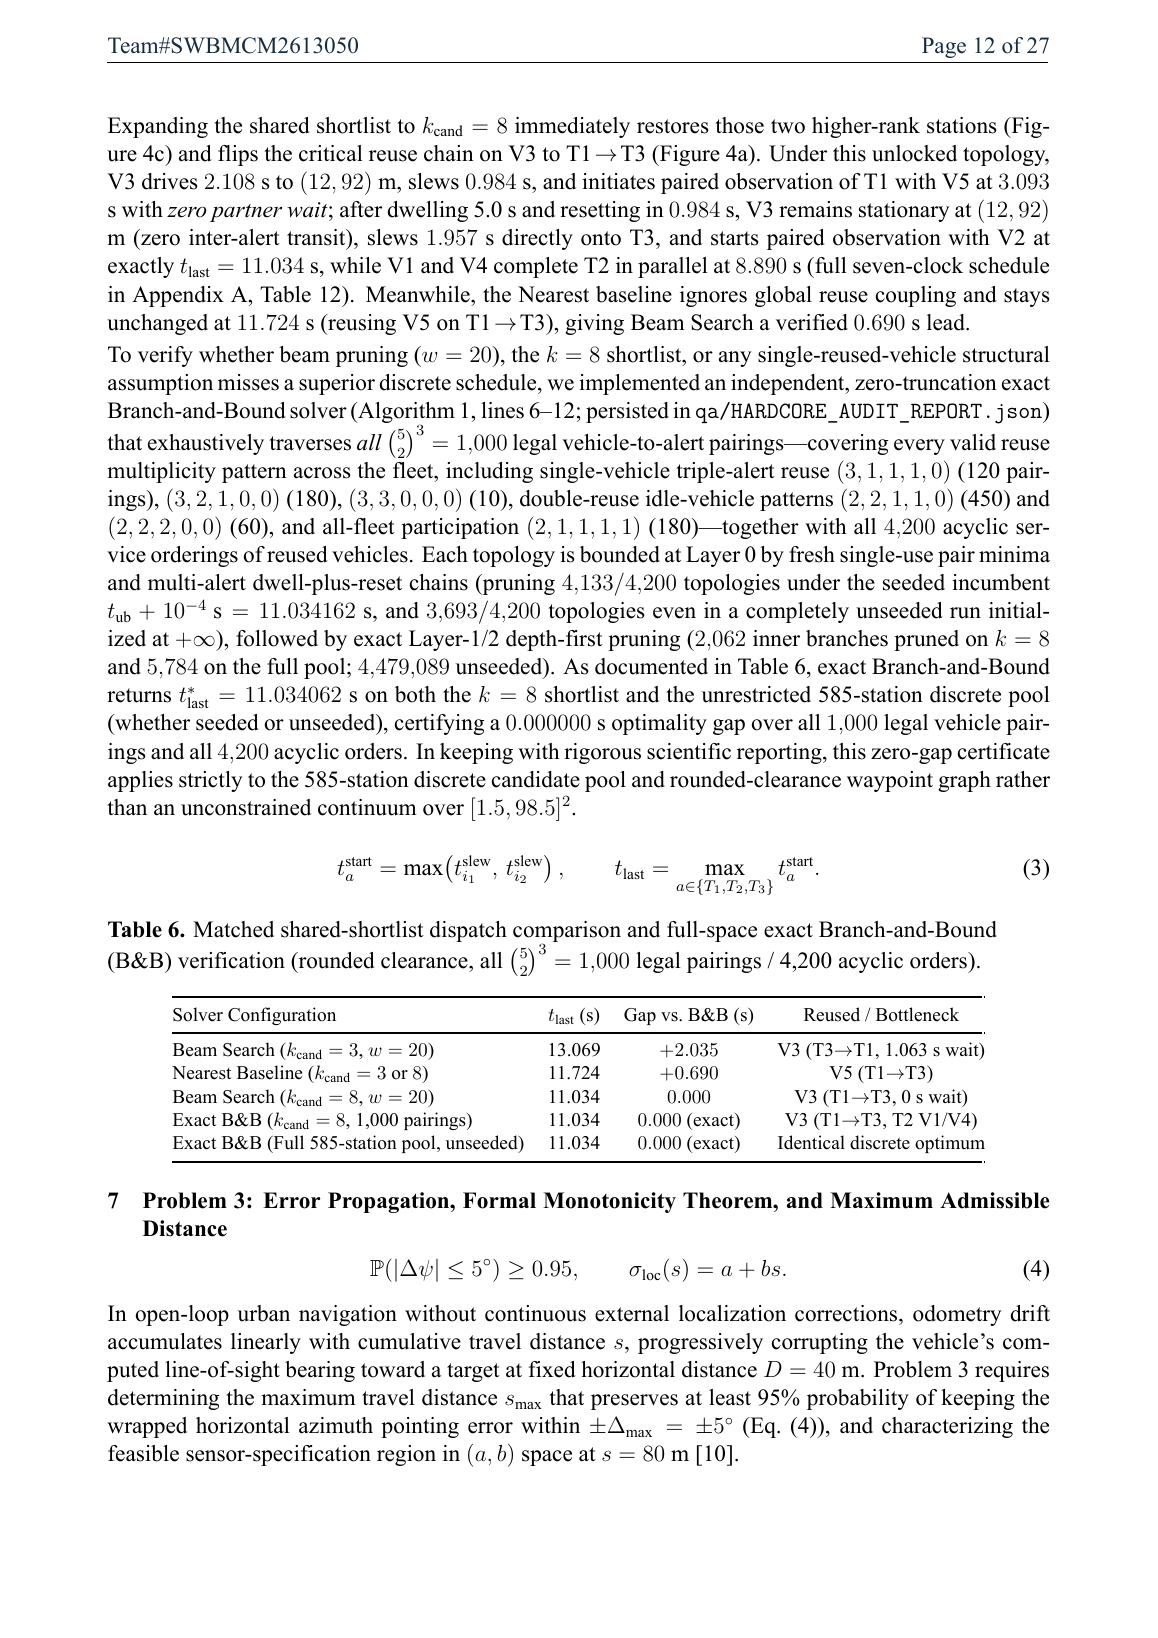 Team#SWBMCM2613050 Page 12 of 27
Expanding the shared shortlist to k_cand = 8 immediately restores those two higher-rank stations (Fig-
ure 4c) and flips the critical reuse chain on V3 to T1→T3 (Figure 4a). Under this unlocked topology,
V3 drives 2.108 s to (12, 92) m, slews 0.984 s, and initiates paired observation of T1 with V5 at 3.093
s with zero partner wait; after dwelling 5.0 s and resetting in 0.984 s, V3 remains stationary at (12, 92)
m (zero inter-alert transit), slews 1.957 s directly onto T3, and starts paired observation with V2 at
exactly t_last = 11.034 s, while V1 and V4 complete T2 in parallel at 8.890 s (full seven-clock schedule
in Appendix A, Table 12). Meanwhile, the Nearest baseline ignores global reuse coupling and stays
unchanged at 11.724 s (reusing V5 on T1→T3), giving Beam Search a verified 0.690 s lead.
To verify whether beam pruning (w = 20), the k = 8 shortlist, or any single-reused-vehicle structural
assumption misses a superior discrete schedule, we implemented an independent, zero-truncation exact
Branch-and-Bound solver (Algorithm 1, lines 6–12; persisted in qa/HARDCORE_AUDIT_REPORT.json)
that exhaustively traverses all (5 2)^3 = 1,000 legal vehicle-to-alert pairings—covering every valid reuse
multiplicity pattern across the fleet, including single-vehicle triple-alert reuse (3, 1, 1, 1, 0) (120 pair-
ings), (3, 2, 1, 0, 0) (180), (3, 3, 0, 0, 0) (10), double-reuse idle-vehicle patterns (2, 2, 1, 1, 0) (450) and
(2, 2, 2, 0, 0) (60), and all-fleet participation (2, 1, 1, 1, 1) (180)—together with all 4,200 acyclic ser-
vice orderings of reused vehicles. Each topology is bounded at Layer 0 by fresh single-use pair minima
and multi-alert dwell-plus-reset chains (pruning 4,133/4,200 topologies under the seeded incumbent
t_ub + 10^−4 s = 11.034162 s, and 3,693/4,200 topologies even in a completely unseeded run initial-
ized at +∞), followed by exact Layer-1/2 depth-first pruning (2,062 inner branches pruned on k = 8
and 5,784 on the full pool; 4,479,089 unseeded). As documented in Table 6, exact Branch-and-Bound
returns t*_last = 11.034062 s on both the k = 8 shortlist and the unrestricted 585-station discrete pool
(whether seeded or unseeded), certifying a 0.000000 s optimality gap over all 1,000 legal vehicle pair-
ings and all 4,200 acyclic orders. In keeping with rigorous scientific reporting, this zero-gap certificate
applies strictly to the 585-station discrete candidate pool and rounded-clearance waypoint graph rather
than an unconstrained continuum over [1.5, 98.5]^2.
t_a^start = max(t_{i_1}^slew, t_{i_2}^slew), t_last = max_{a∈{T_1,T_2,T_3}} t_a^start. (3)
Table 6. Matched shared-shortlist dispatch comparison and full-space exact Branch-and-Bound
(B&B) verification (rounded clearance, all (5 2)^3 = 1,000 legal pairings / 4,200 acyclic orders).
Solver Configuration t_last (s) Gap vs. B&B (s) Reused / Bottleneck
Beam Search (k_cand = 3, w = 20) 13.069 +2.035 V3 (T3→T1, 1.063 s wait)
Nearest Baseline (k_cand = 3 or 8) 11.724 +0.690 V5 (T1→T3)
Beam Search (k_cand = 8, w = 20) 11.034 0.000 V3 (T1→T3, 0 s wait)
Exact B&B (k_cand = 8, 1,000 pairings) 11.034 0.000 (exact) V3 (T1→T3, T2 V1/V4)
Exact B&B (Full 585-station pool, unseeded) 11.034 0.000 (exact) Identical discrete optimum
7 Problem 3: Error Propagation, Formal Monotonicity Theorem, and Maximum Admissible
Distance
ℙ(|Δψ| ≤ 5°) ≥ 0.95, σ_loc(s) = a + bs. (4)
In open-loop urban navigation without continuous external localization corrections, odometry drift
accumulates linearly with cumulative travel distance s, progressively corrupting the vehicle's com-
puted line-of-sight bearing toward a target at fixed horizontal distance D = 40 m. Problem 3 requires
determining the maximum travel distance s_max that preserves at least 95% probability of keeping the
wrapped horizontal azimuth pointing error within ±Δ_max = ±5° (Eq. (4)), and characterizing the
feasible sensor-specification region in (a, b) space at s = 80 m [10].